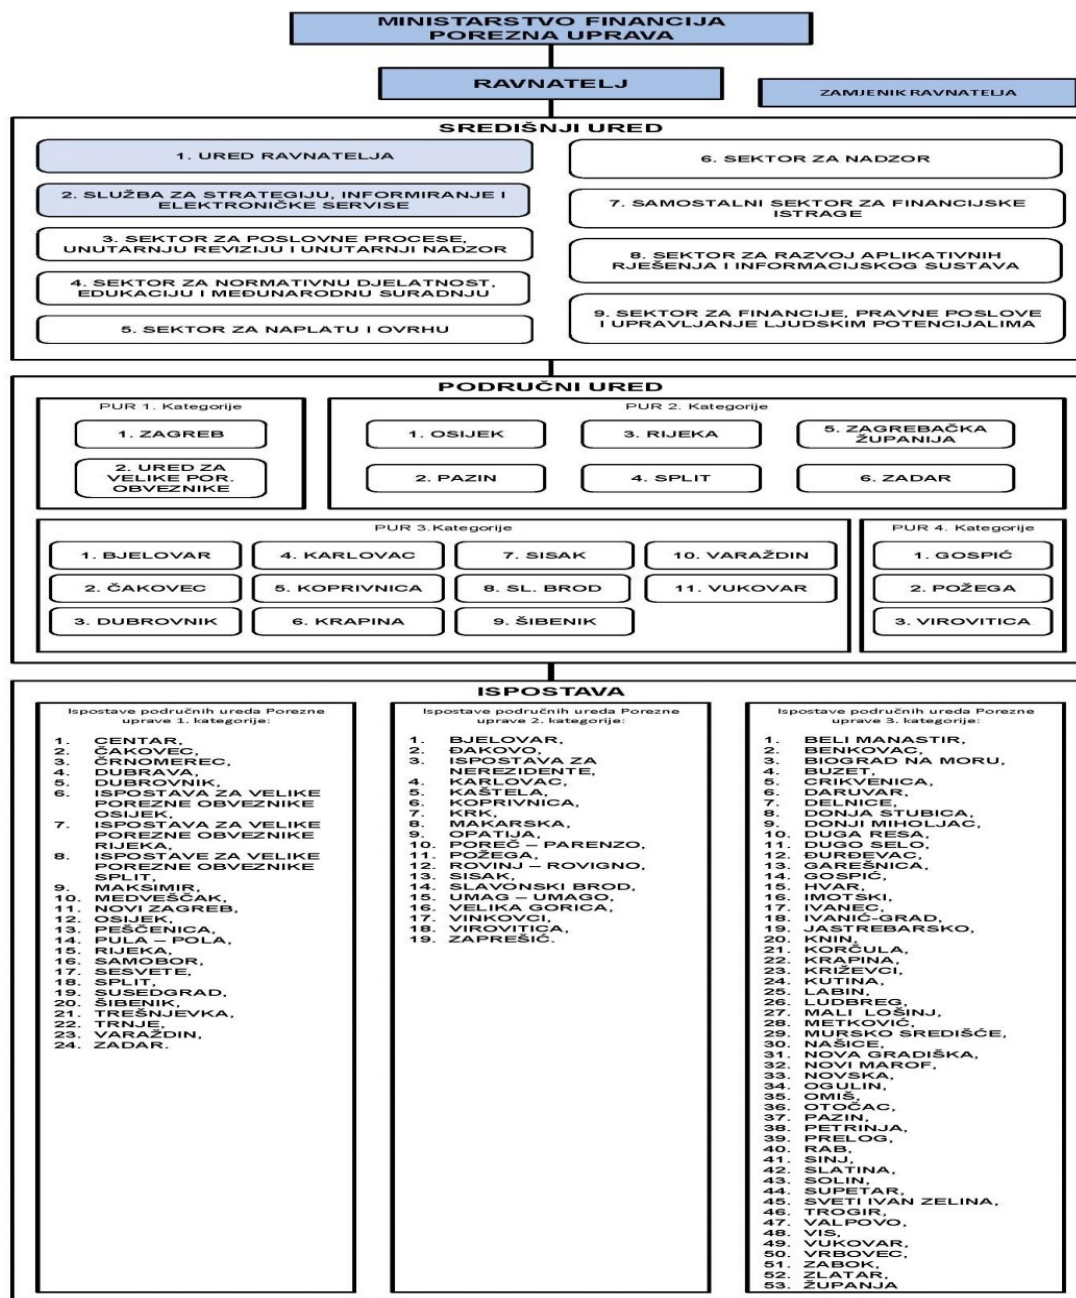 MINISTARSTVO FINANCIJA
POREZNA UPRAVA
RAVNATELJ
ZAMJENIK RAVNATELJA
SREDIŠNJI URED
1. URED RAVNATELJA
2. SLUŽBA ZA STRATEGIJU, INFORMIRANJE I
ELEKTRONIČKE SERVISE
3. SEKTOR ZA POSLOVNE PROCESE,
UNUTARNJU REVIZIJU I UNUTARNJI NADZOR
4. SEKTOR ZA NORMATIVNU DJELATNOST,
EDUKACIJU I MEĐUNARODNU SURADNJU
5. SEKTOR ZA NAPLATU I OVRHU
6. SEKTOR ZA NADZOR
7. SAMOSTALNI SEKTOR ZA FINANCIJSKE
ISTRAGE
8. SEKTOR ZA RAZVOJ APLIKATIVNIH
RJEŠENJA I INFORMACIJSKOG SUSTAVA
9. SEKTOR ZA FINANCIJE, PRAVNE POSLOVE
I UPRAVLJANJE LJUDSKIM POTENCIJALIMA
PODRUČNI URED
PUR 1. Kategorije
1. ZAGREB
2. URED ZA
VELIKE POR.
OBVEZNIKE
PUR 2. Kategorije
1. OSIJEK
2. PAZIN
3. RIJEKA
4. SPLIT
5. ZAGREBAČKA
ŽUPANIJA
6. ZADAR
PUR 3.Kategorije
1. BJELOVAR
2. ČAKOVEC
3. DUBROVNIK
4. KARLOVAC
5. KOPRIVNICA
6. KRAPINA
7. SISAK
8. SL. BROD
9. ŠIBENIK
10. VARAŽDIN
11. VUKOVAR
PUR 4. Kategorije
1. GOSPIĆ
2. POŽEGA
3. VIROVITICA
ISPOSTAVA
Ispostave područnih ureda Porezne
uprave 1. kategorije:
1. CENTAR,
2. ČAKOVEC,
3. ČRNOMEREC,
4. DUBRAVA,
5. DUBROVNIK,
6. ISPOSTAVA ZA VELIKE
POREZNE OBVEZNIKE
OSIJEK,
7. ISPOSTAVA ZA VELIKE
POREZNE OBVEZNIKE
RIJEKA,
8. ISPOSTAVE ZA VELIKE
POREZNE OBVEZNIKE
SPLIT,
9. MAKSIMIR,
10. MEDVEŠČAK,
11. NOVI ZAGREB,
12. OSIJEK,
13. PEŠČENICA,
14. PULA – POLA,
15. RIJEKA,
16. SAMOBOR,
17. SESVETE,
18. SPLIT,
19. SUSEDGRAD,
20. ŠIBENIK,
21. TREŠNJEVKA,
22. TRNJE,
23. VARAŽDIN,
24. ZADAR.
Ispostave područnih ureda Porezne
uprave 2. kategorije:
1. BJELOVAR,
2. ĐAKOVO,
3. ISPOSTAVA ZA
NEREZIDENTE,
4. KARLOVAC,
5. KAŠTELA,
6. KOPRIVNICA,
7. KRK,
8. MAKARSKA,
9. OPATIJA,
10. POREČ – PARENZO,
11. POŽEGA,
12. ROVINJ – ROVIGNO,
13. SISAK,
14. SLAVONSKI BROD,
15. UMAG – UMAGO,
16. VELIKA GORICA,
17. VINKOVCI,
18. VIROVITICA,
19. ZAPREŠIĆ.
Ispostave područnih ureda Porezne
uprave 3. kategorije:
1. BELI MANASTIR,
2. BENKOVAC,
3. BIOGRAD NA MORU,
4. BUZET,
5. CRIKVENICA,
6. DARUVAR,
7. DELNICE,
8. DONJA STUBICA,
9. DONJI MIHOLJAC,
10. DUGA RESA,
11. DUGO SELO,
12. ĐURĐEVAC,
13. GAREŠNICA,
14. GOSPIĆ,
15. HVAR,
16. IMOTSKI,
17. IVANEC,
18. IVANIĆ-GRAD,
19. JASTREBARSKO,
20. KNIN,
21. KORČULA,
22. KRAPINA,
23. KRIŽEVCI,
24. KUTINA,
25. LABIN,
26. LUDBREG,
27. MALI LOŠINJ,
28. METKOVIĆ,
29. MURSKO SREDIŠĆE,
30. NAŠICE,
31. NOVA GRADIŠKA,
32. NOVI MAROF,
33. NOVSKA,
34. OGULIN,
35. OMIŠ,
36. OTOČAC,
37. PAZIN,
38. PETRINJA,
39. PRELOG,
40. RAB,
41. SINJ,
42. SLATINA,
43. SOLIN,
44. SUPETAR,
45. SVETI IVAN ZELINA,
46. TROGIR,
47. VALPOVO,
48. VIS,
49. VUKOVAR,
50. VRBOVEC,
51. ZABOK,
52. ZLATAR,
53. ŽUPANJA